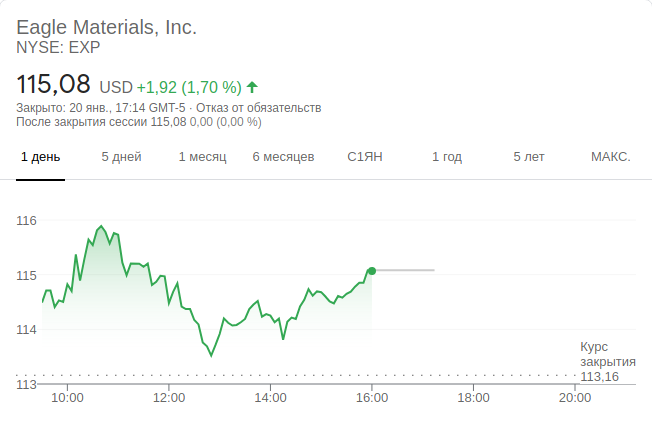 Eagle Materials, Inc.
NYSE: EXP
115,08 USD +1,92 (1,70 %)
Закрыто: 20 янв., 17:14 GMT-5 · Отказ от обязательств
После закрытия сессии 115,08 0,00 (0,00 %)
1 день 5 дней 1 месяц 6 месяцев С1ЯН 1 год 5 лет МАКС.
116
115
114
Курс
закрытия
113,16
113
10:00 12:00 14:00 16:00 18:00 20:00